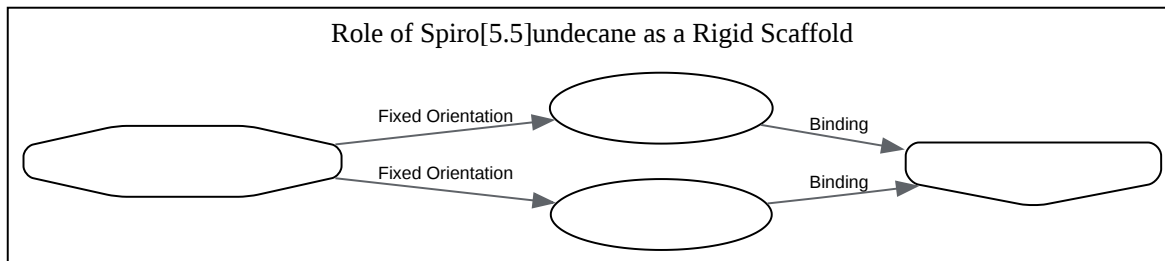 Role of Spiro[5.5]undecane as a Rigid Scaffold
Fixed Orientation
Binding
Fixed Orientation
Binding